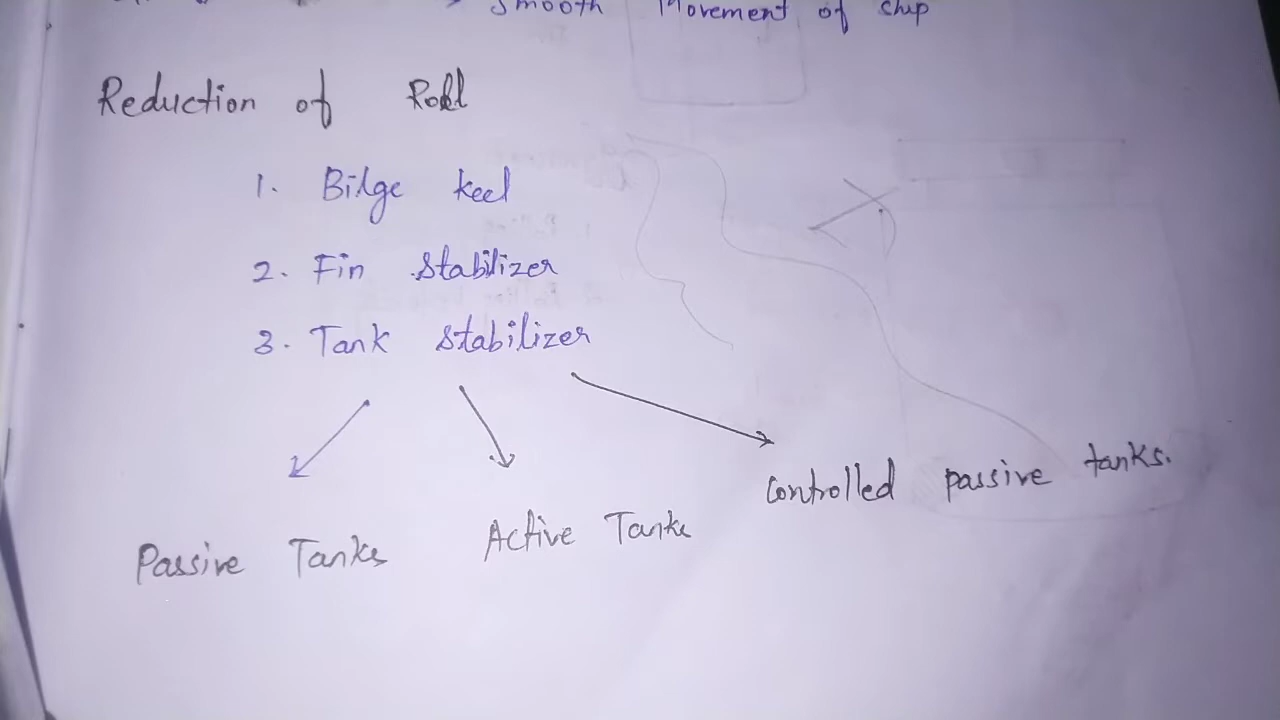 Smooth Movement of ship
Reduction of Roll
1. Bilge keel
2. Fin stabilizer
3. Tank stabilizer
Controlled passive tanks.
Active Tanks
Passive Tanks